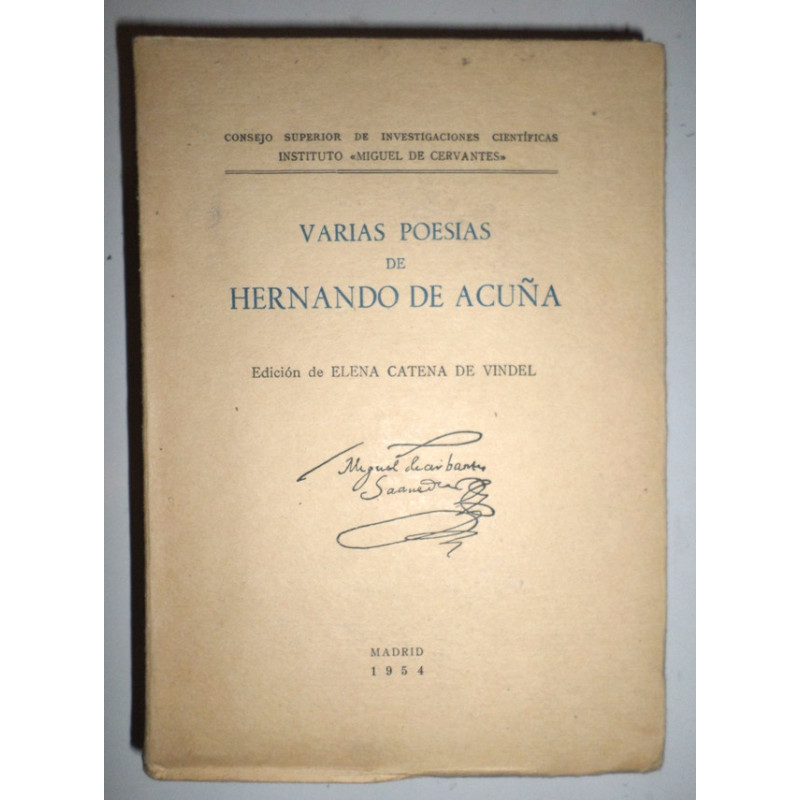 CONSEJO SUPERIOR DE INVESTIGACIONES CIENTÍFICAS
INSTITUTO «MIGUEL DE CERVANTES»
VARIAS POESIAS
DE
HERNANDO DE ACUÑA
Edición de ELENA CATENA DE VINDEL
Miguel de cerbantes
Saavedra
MADRID
1954